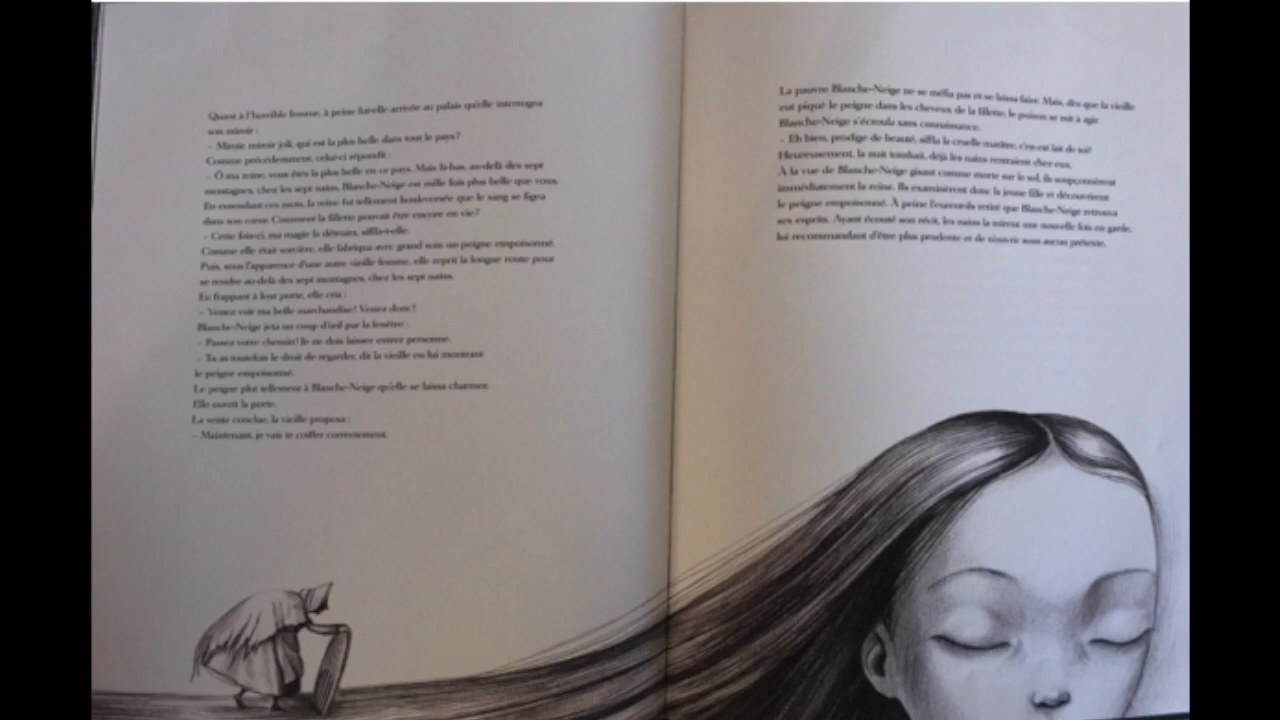 Quant à l'horrible femme, à peine fut-elle arrivée au palais qu'elle interrogea
son miroir :
– Miroir, miroir joli, qui est la plus belle dans tout le pays ?
Comme précédemment, celui-ci répondit :
– Ô ma reine, vous êtes la plus belle en ce pays. Mais là-bas, au-delà des sept
montagnes, chez les sept nains, Blanche-Neige est mille fois plus belle que vous.
En entendant ces mots, la reine fut tellement bouleversée que le sang se figea
dans son cœur. Comment la fillette pouvait être encore en vie ?
– Cette fois-ci, ma magie la détruira, siffla-t-elle.
Comme elle était sorcière, elle fabriqua avec grand soin un peigne empoisonné.
Puis, sous l'apparence d'une autre vieille femme, elle reprit la longue route pour
se rendre au-delà des sept montagnes, chez les sept nains.
En frappant à leur porte, elle cria :
– Venez voir ma belle marchandise ! Venez donc !
Blanche-Neige jeta un coup d'œil par la fenêtre :
– Passez votre chemin ! Je ne dois laisser entrer personne.
– Tu as toutefois le droit de regarder, dit la vieille en lui montrant
le peigne empoisonné.
Le peigne plut tellement à Blanche-Neige qu'elle se laissa charmer.
Elle ouvrit la porte.
La vente conclue, la vieille proposa :
– Maintenant, je vais te coiffer correctement.
La pauvre Blanche-Neige ne se méfia pas et se laissa faire. Mais, dès que la vieille
eut piqué le peigne dans les cheveux de la fillette, le poison se mit à agir.
Blanche-Neige s'écroula sans connaissance.
– Eh bien, prodige de beauté, siffla la cruelle marâtre, c'en est fait de toi !
Heureusement, la nuit tombait, déjà les nains rentraient chez eux.
À la vue de Blanche-Neige gisant comme morte sur le sol, ils soupçonnèrent
immédiatement la reine. Ils examinèrent donc la jeune fille et découvrirent
le peigne empoisonné. À peine l'eurent-ils retiré que Blanche-Neige retrouva
ses esprits. Ayant écouté son récit, les nains la mirent une nouvelle fois en garde,
lui recommandant d'être plus prudente et de n'ouvrir sous aucun prétexte.